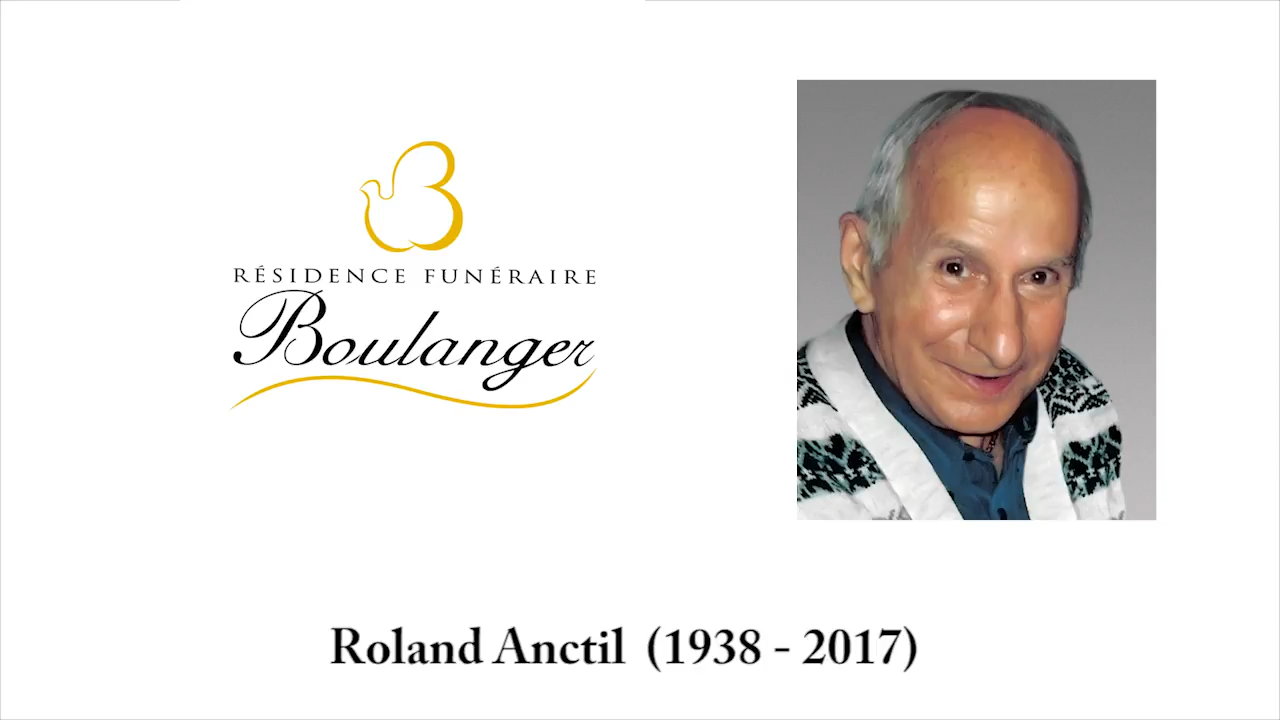 RÉSIDENCE FUNÉRAIRE
Boulanger
Roland Anctil (1938 - 2017)